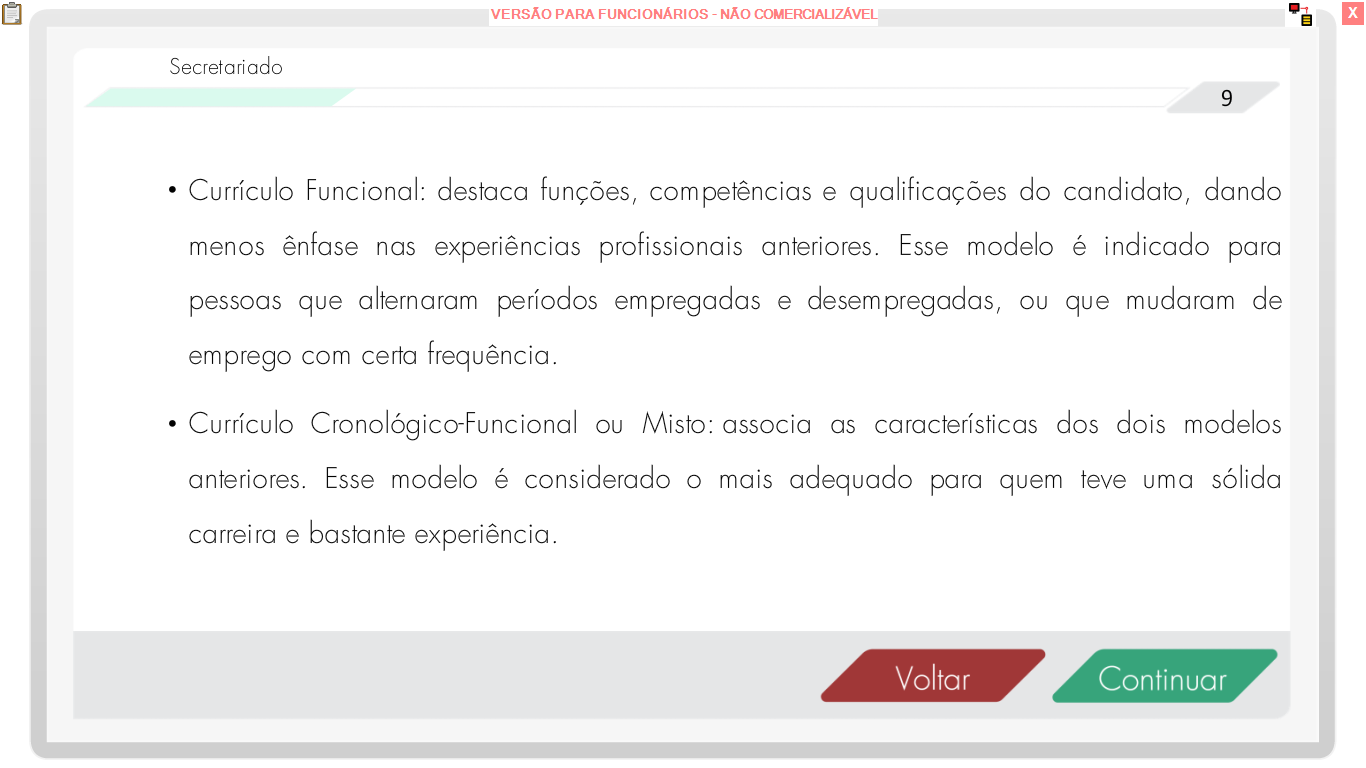 VERSÃO PARA FUNCIONÁRIOS - NÃO COMERCIALIZÁVEL
X
Secretariado
9
• Currículo Funcional: destaca funções, competências e qualificações do candidato, dando
menos ênfase nas experiências profissionais anteriores. Esse modelo é indicado para
pessoas que alternaram períodos empregadas e desempregadas, ou que mudaram de
emprego com certa frequência.
• Currículo Cronológico-Funcional ou Misto: associa as características dos dois modelos
anteriores. Esse modelo é considerado o mais adequado para quem teve uma sólida
carreira e bastante experiência.
Voltar
Continuar